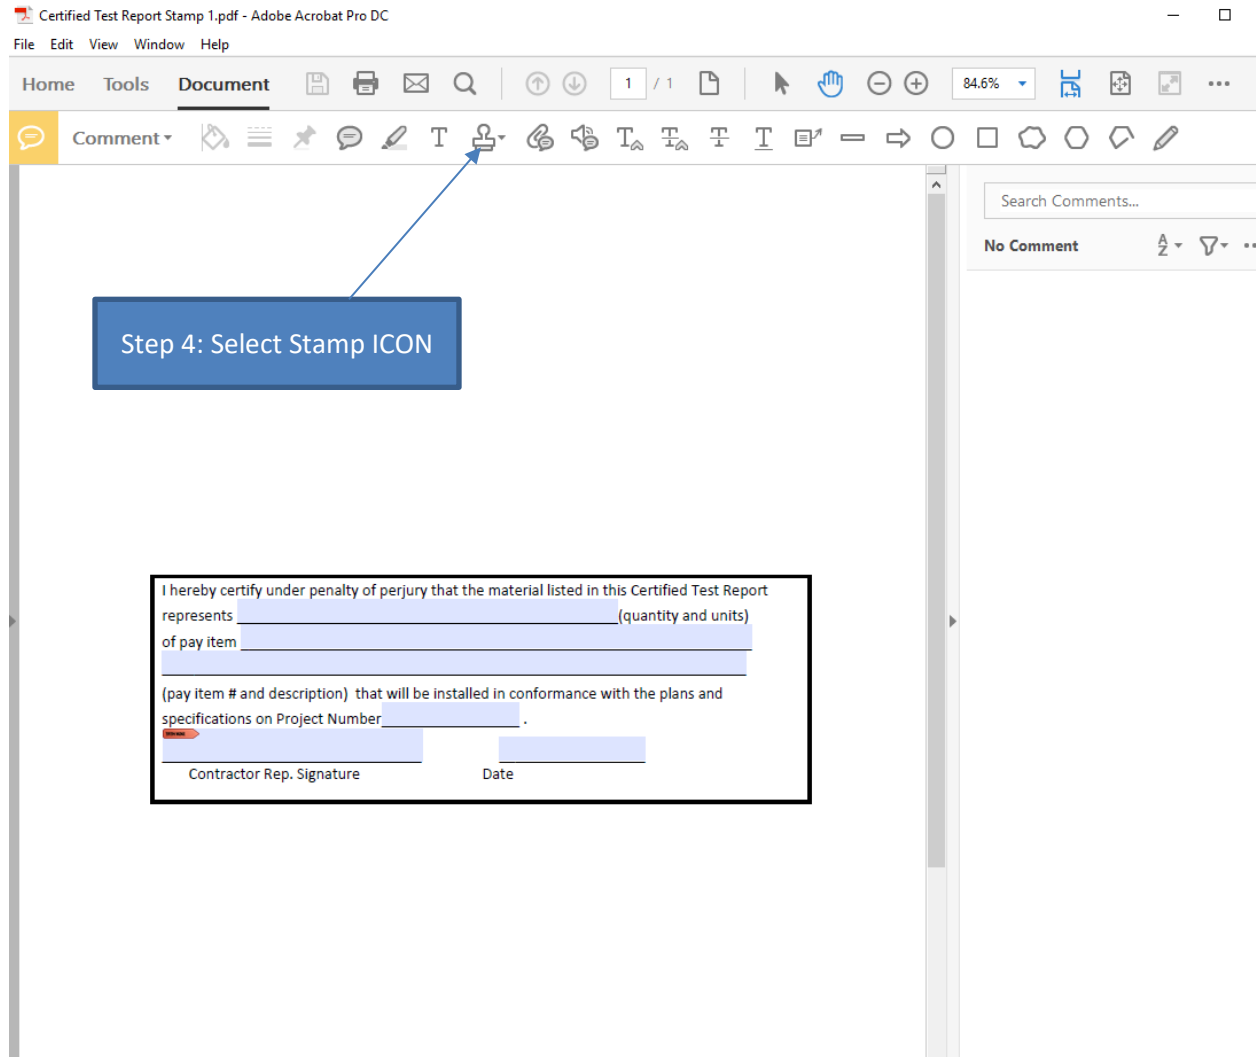 Certified Test Report Stamp 1.pdf - Adobe Acrobat Pro DC
File Edit View Window Help
Home Tools Document 1 / 1 84.6%
Comment
Search Comments...
No Comment
Step 4: Select Stamp ICON
I hereby certify under penalty of perjury that the material listed in this Certified Test Report
represents (quantity and units)
of pay item
(pay item # and description) that will be installed in conformance with the plans and
specifications on Project Number .
Contractor Rep. Signature Date